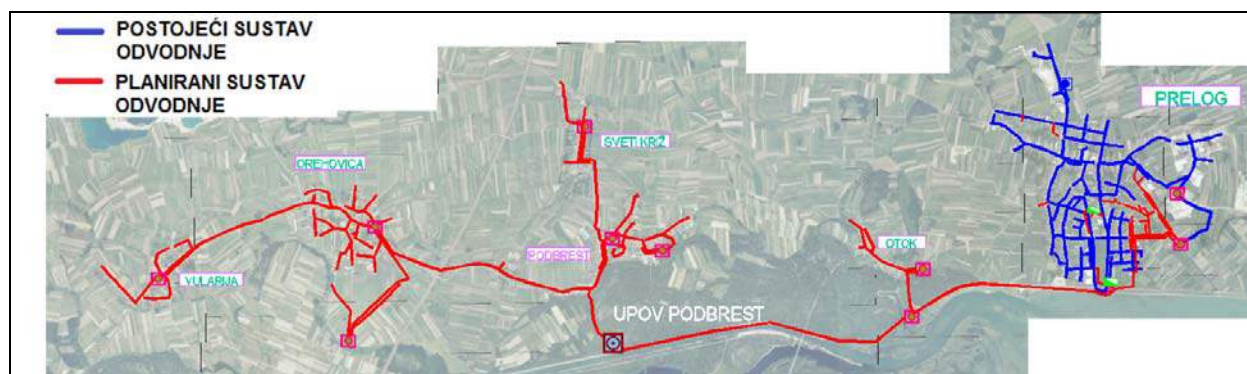 POSTOJEĆI SUSTAV
ODVODNJE
PLANIRANI SUSTAV
ODVODNJE
PRELOG
SVETI KRIŽ
OREHOVICA
PODBREST
OTOK
VULARIJA
UPOV PODBREST